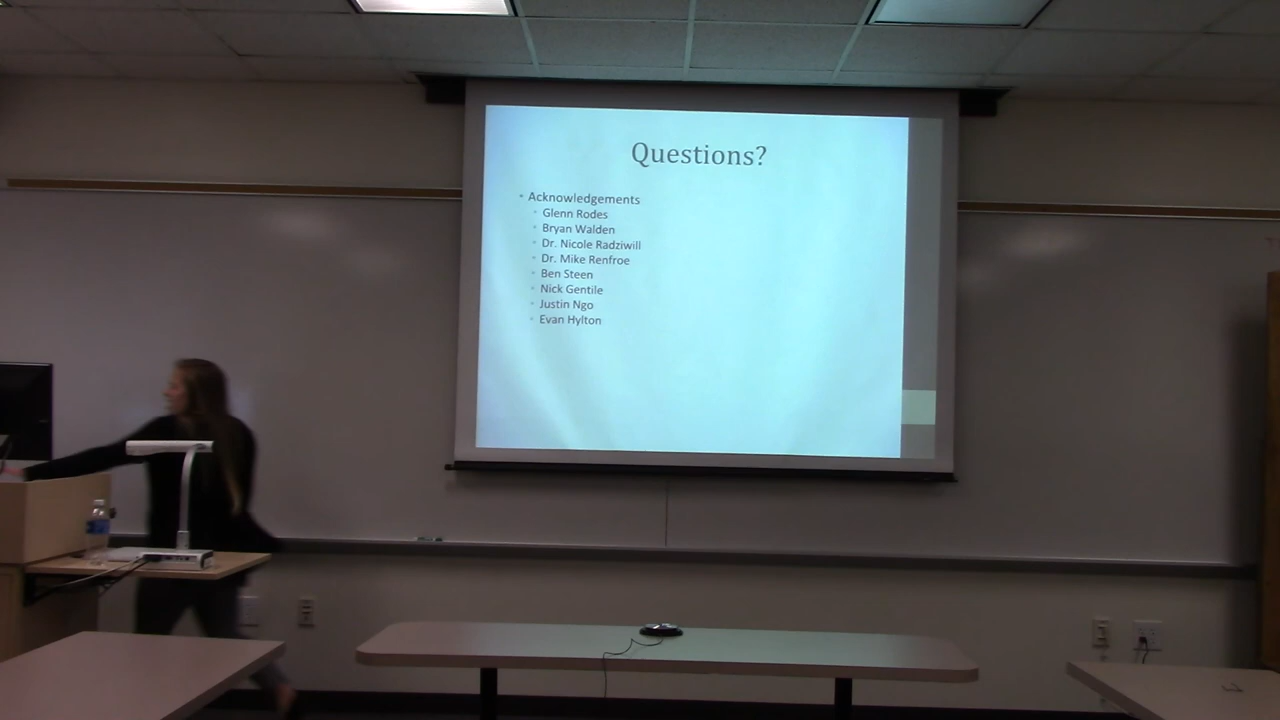 Questions?
Acknowledgements
Glenn Rodes
Bryan Walden
Dr. Nicole Radziwill
Dr. Mike Renfroe
Ben Steen
Nick Gentile
Justin Ngo
Evan Hylton